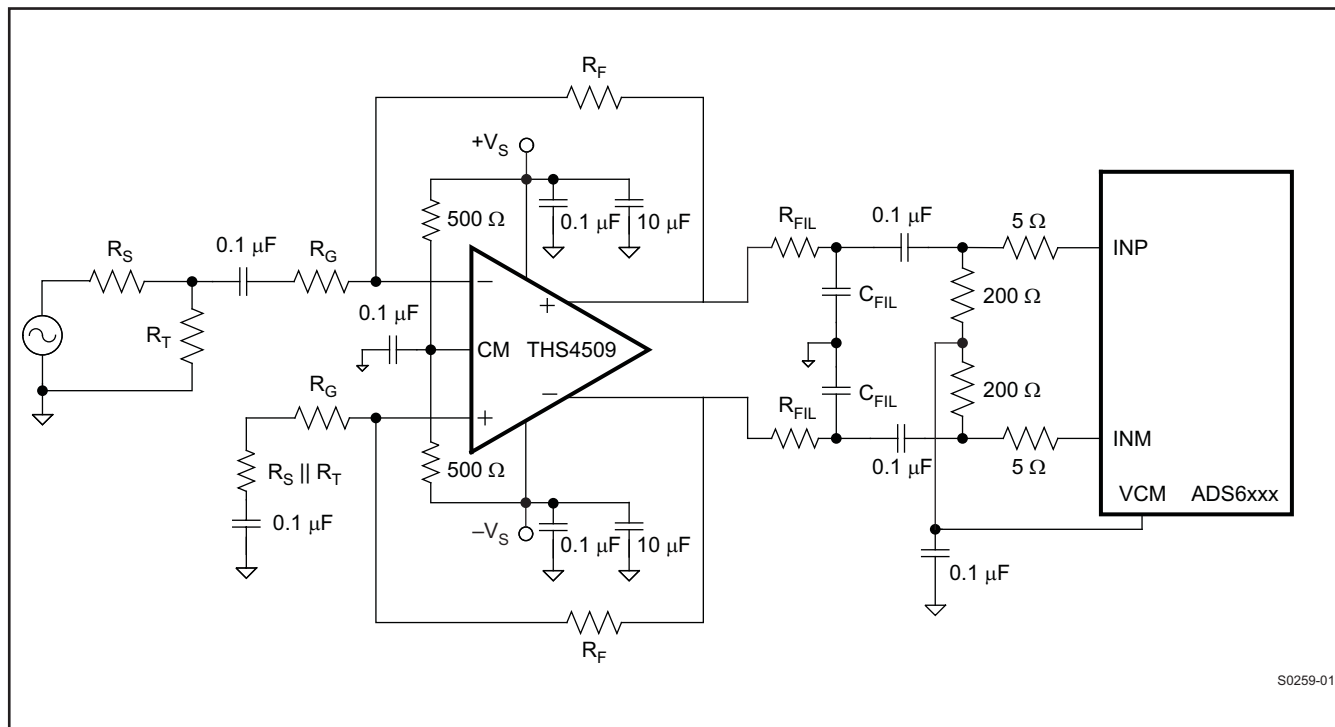 R_F
+V_S
500 Ω
0.1 µF
10 µF
R_S
0.1 µF
R_G
R_T
0.1 µF
−
+
CM
THS4509
R_FIL
0.1 µF
5 Ω
INP
C_FIL
200 Ω
R_G
+
−
R_FIL
C_FIL
200 Ω
0.1 µF
5 Ω
INM
R_S || R_T
0.1 µF
500 Ω
−V_S
0.1 µF
10 µF
VCM
ADS6xxx
0.1 µF
R_F
S0259-01